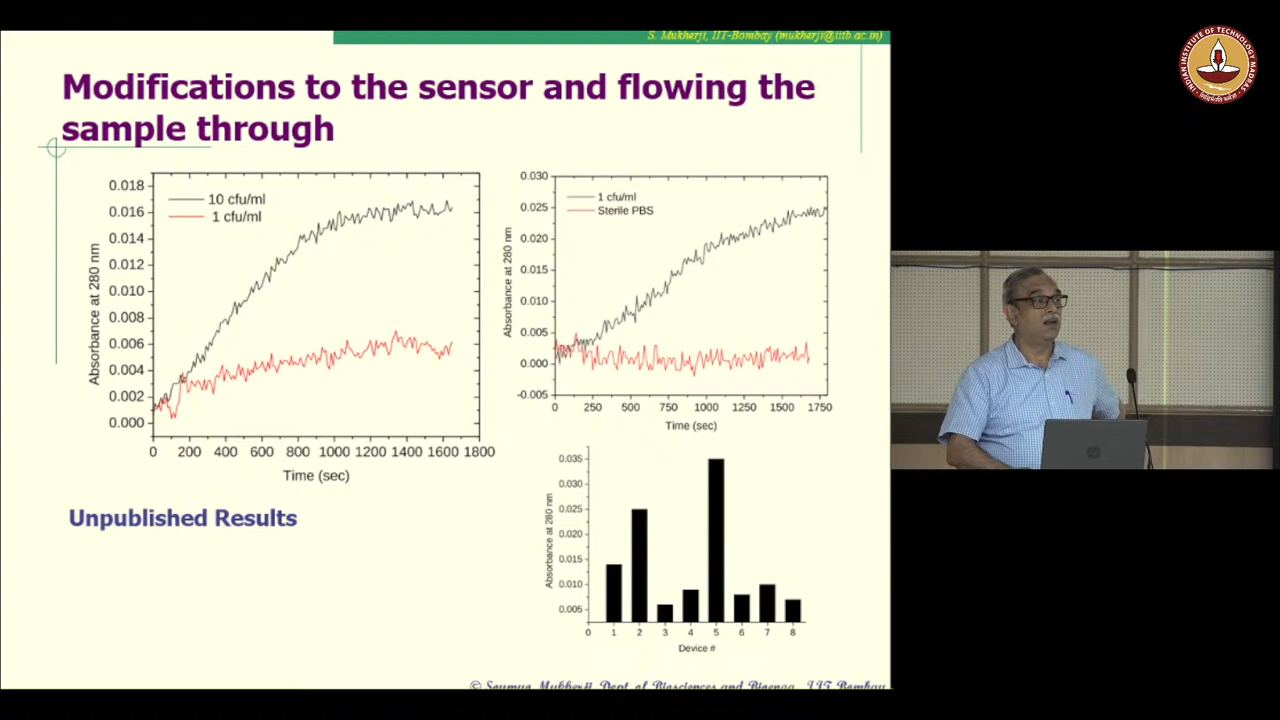 S. Mukherji, IIT-Bombay (mukherji@iitb.ac.in)
Modifications to the sensor and flowing the
sample through
0.018
0.016
0.014
0.012
0.010
0.008
0.006
0.004
0.002
0.000
Absorbance at 280 nm
10 cfu/ml
1 cfu/ml
0 200 400 600 800 1000 1200 1400 1600 1800
Time (sec)
0.030
0.025
0.020
0.015
0.010
0.005
0.000
-0.005
Absorbance at 280 nm
1 cfu/ml
Sterile PBS
0 250 500 750 1000 1250 1500 1750
Time (sec)
Unpublished Results
0.035
0.030
0.025
0.020
0.015
0.010
0.005
Absorbance at 280 nm
0 1 2 3 4 5 6 7 8
Device #
© Soumyo Mukherji, Dept. of Biosciences and Bioengg., IIT Bombay
INDIAN INSTITUTE OF TECHNOLOGY MADRAS
hp